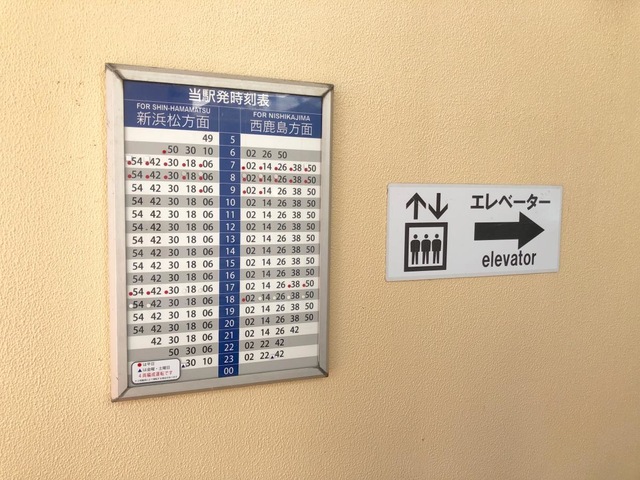 当駅発時刻表
FOR SHIN-HAMAMATSU
新浜松方面
FOR NISHIKAJIMA
西鹿島方面
49 5
50 30 10 6 02 26 50
54 42 30 18 06 7 02 14 26 38 50
54 42 30 18 06 8 02 14 26 38 50
54 42 30 18 06 9 02 14 26 38 50
54 42 30 18 06 10 02 14 26 38 50
54 42 30 18 06 11 02 14 26 38 50
54 42 30 18 06 12 02 14 26 38 50
54 42 30 18 06 13 02 14 26 38 50
54 42 30 18 06 14 02 14 26 38 50
54 42 30 18 06 15 02 14 26 38 50
54 42 30 18 06 16 02 14 26 38 50
54 42 30 18 06 17 02 14 26 38 50
54 42 30 18 06 18 02 14 26 38 50
54 42 30 18 06 19 02 14 26 38 50
54 42 30 18 06 20 02 14 26 38 50
42 30 18 06 21 02 14 26 42
50 30 06 22 02 22 50
30 10 23 02 22 42
00
エレベーター
elevator